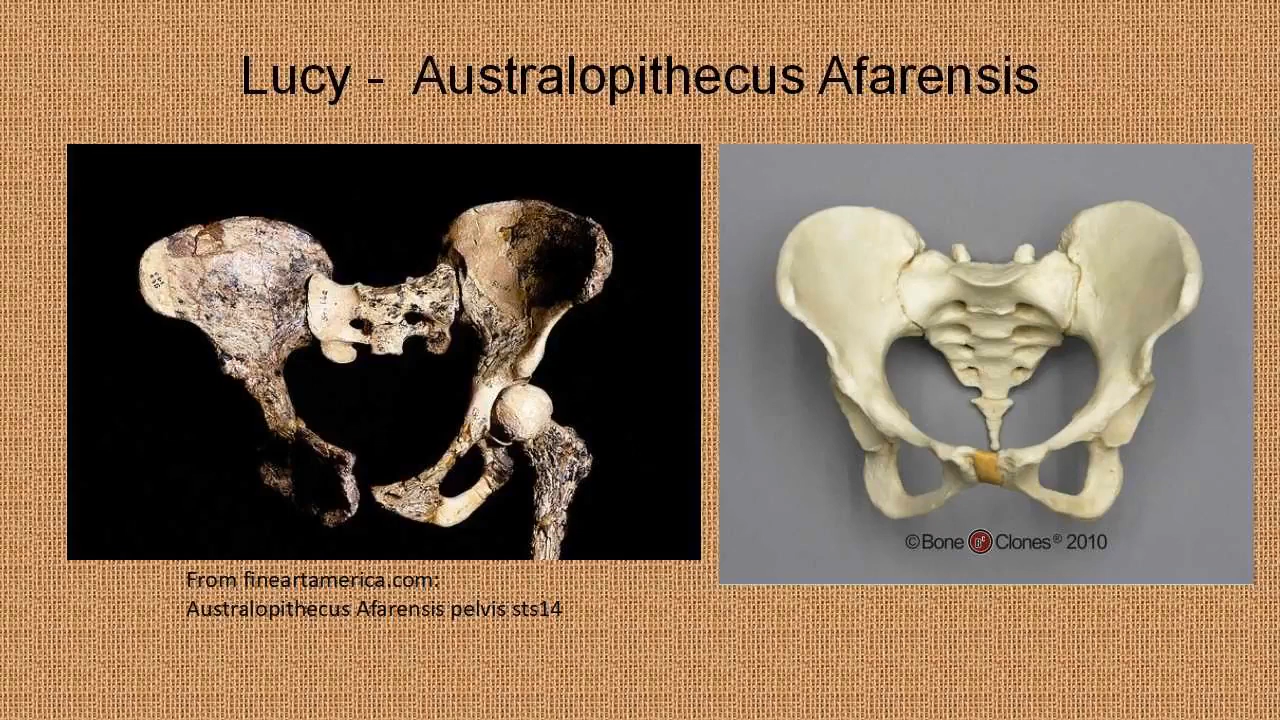 Lucy - Australopithecus Afarensis
©Bone Clones® 2010
From fineartamerica.com:
Australopithecus Afarensis pelvis sts14